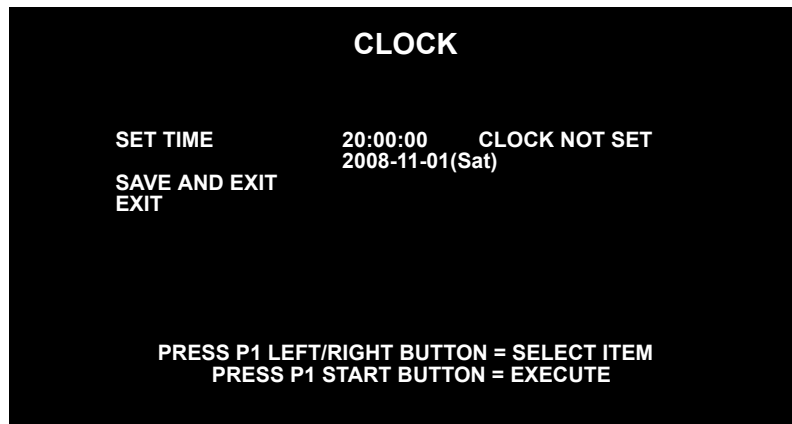 CLOCK
SET TIME 20:00:00 CLOCK NOT SET
2008-11-01(Sat)
SAVE AND EXIT
EXIT
PRESS P1 LEFT/RIGHT BUTTON = SELECT ITEM
PRESS P1 START BUTTON = EXECUTE